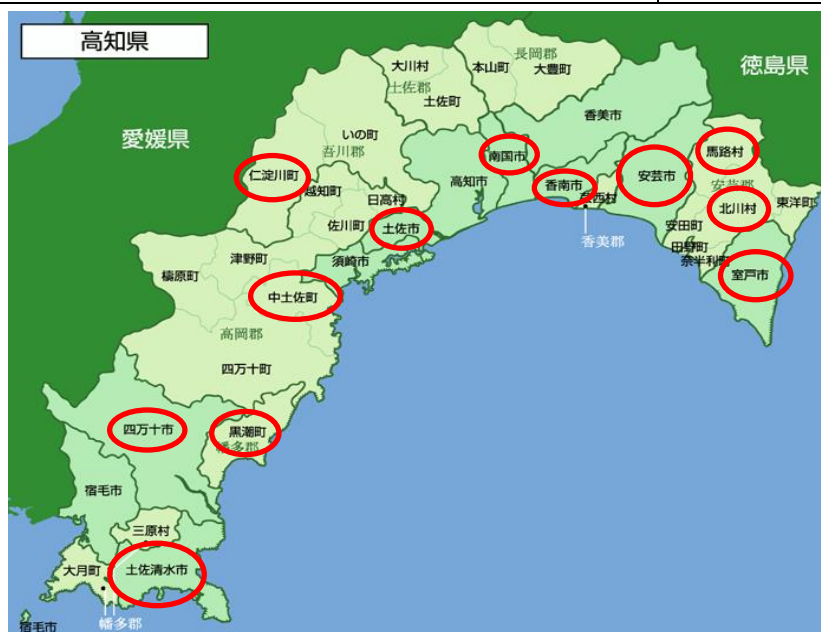 高知県
徳島県
愛媛県
長岡郡
大川村
本山町
大豊町
土佐郡
土佐町
香美市
いの町
吾川郡
南国市
馬路村
仁淀川町
高知市
香南市
安芸市
安芸郡
越知町
日高村
芸西村
北川村
東洋町
佐川町
土佐市
香美郡
安田町
田野町
奈半利町
津野町
須崎市
室戸市
檮原町
中土佐町
高岡郡
四万十町
四万十市
黒潮町
幡多郡
宿毛市
三原村
大月町
土佐清水市
幡多郡
宿毛市